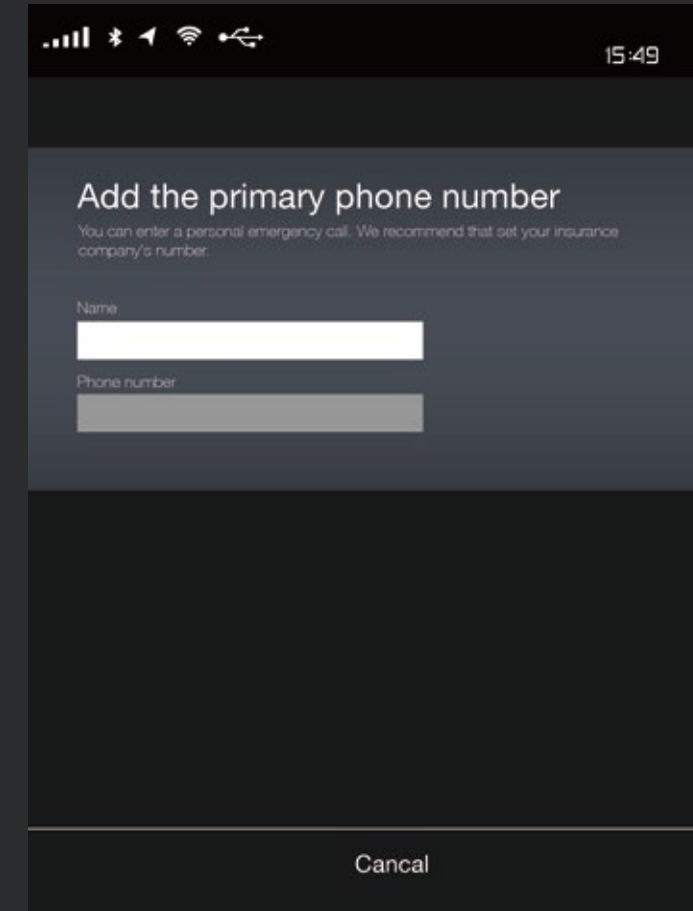 15:49
Add the primary phone number
You can enter a personal emergency call. We recommend that set your insurance
company's number.
Name
Phone number
Cancal